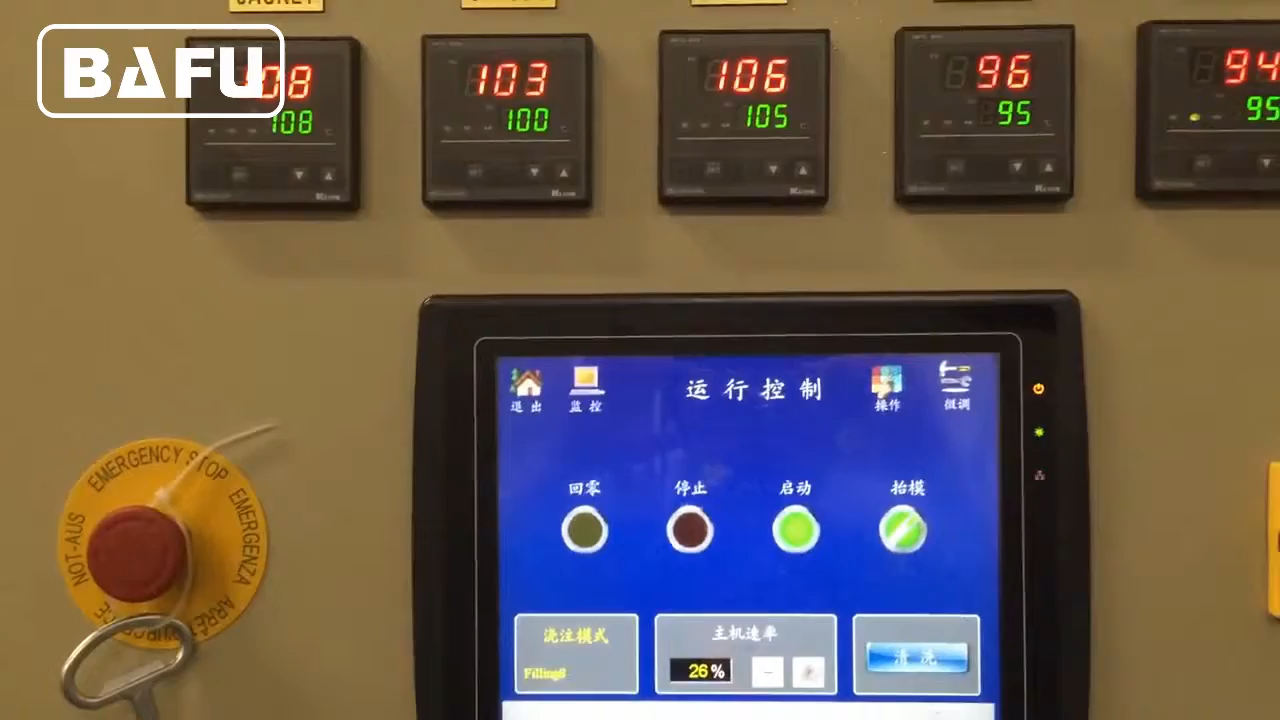 JACKET
BAFU
108
103
106
96
94
108
100
105
95
95
运行控制
退出
监控
操作
微调
回零
停止
启动
抬模
EMERGENCY STOP
EMERGENZA
NOT-AUS
浇注模式
主机速率
26%
清洗